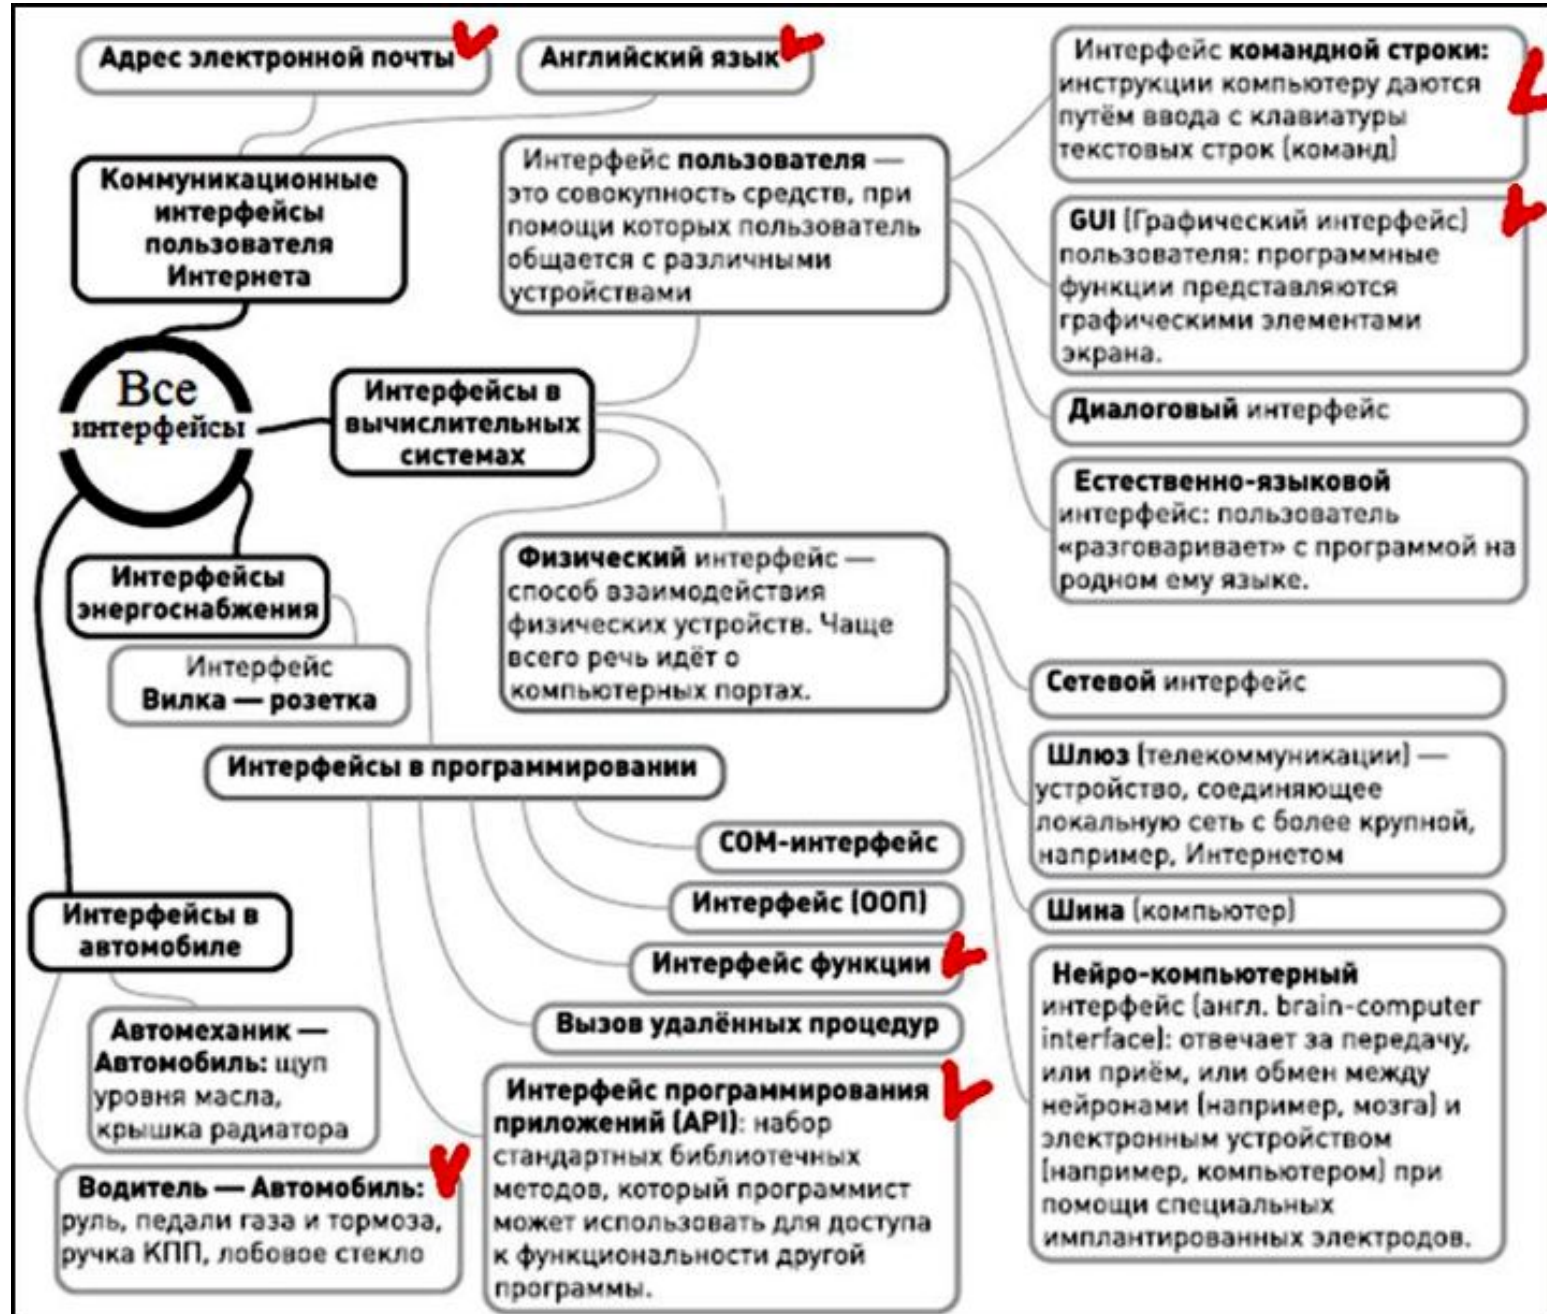 Адрес электронной почты
Английский язык
Коммуникационные
интерфейсы
пользователя
Интернета
Все
интерфейсы
Интерфейсы в
вычислительных
системах
Интерфейс пользователя —
это совокупность средств, при
помощи которых пользователь
общается с различными
устройствами
Интерфейс командной строки:
инструкции компьютеру даются
путём ввода с клавиатуры
текстовых строк (команд)
GUI (Графический интерфейс)
пользователя: программные
функции представляются
графическими элементами
экрана.
Диалоговый интерфейс
Естественно-языковой
интерфейс: пользователь
«разговаривает» с программой на
родном ему языке.
Интерфейсы
энергоснабжения
Интерфейс
Вилка — розетка
Физический интерфейс —
способ взаимодействия
физических устройств. Чаще
всего речь идёт о
компьютерных портах.
Сетевой интерфейс
Шлюз (телекоммуникации) —
устройство, соединяющее
локальную сеть с более крупной,
например, Интернетом
Шина (компьютер)
Нейро-компьютерный
интерфейс (англ. brain-computer
interface): отвечает за передачу,
или приём, или обмен между
нейронами (например, мозга) и
электронным устройством
(например, компьютером) при
помощи специальных
имплантированных электродов.
Интерфейсы в программировании
COM-интерфейс
Интерфейс (ООП)
Интерфейс функции
Вызов удалённых процедур
Интерфейс программирования
приложений (API): набор
стандартных библиотечных
методов, который программист
может использовать для доступа
к функциональности другой
программы.
Интерфейсы в
автомобиле
Автомеханик —
Автомобиль: щуп
уровня масла,
крышка радиатора
Водитель — Автомобиль:
руль, педали газа и тормоза,
ручка КПП, лобовое стекло